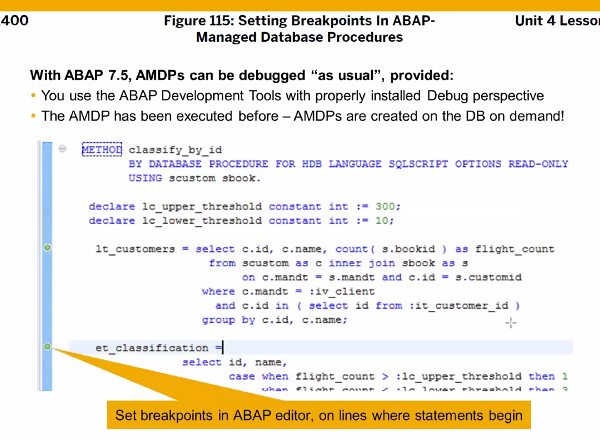 .400
Figure 115: Setting Breakpoints In ABAP-
Managed Database Procedures
Unit 4 Lesso
With ABAP 7.5, AMDPs can be debugged “as usual”, provided:
• You use the ABAP Development Tools with properly installed Debug perspective
• The AMDP has been executed before – AMDPs are created on the DB on demand!
METHOD classify_by_id
BY DATABASE PROCEDURE FOR HDB LANGUAGE SQLSCRIPT OPTIONS READ-ONLY
USING scustom sbook.
declare lc_upper_threshold constant int := 300;
declare lc_lower_threshold constant int := 10;
lt_customers = select c.id, c.name, count( s.bookid ) as flight_count
from scustom as c inner join sbook as s
on c.mandt = s.mandt and c.id = s.customid
where c.mandt = :iv_client
and c.id in ( select id from :it_customer_id )
group by c.id, c.name;
et_classification =
select id, name,
case when flight_count > :lc_upper_threshold then 1
when flight_count < :lc_lower_threshold then 3
Set breakpoints in ABAP editor, on lines where statements begin